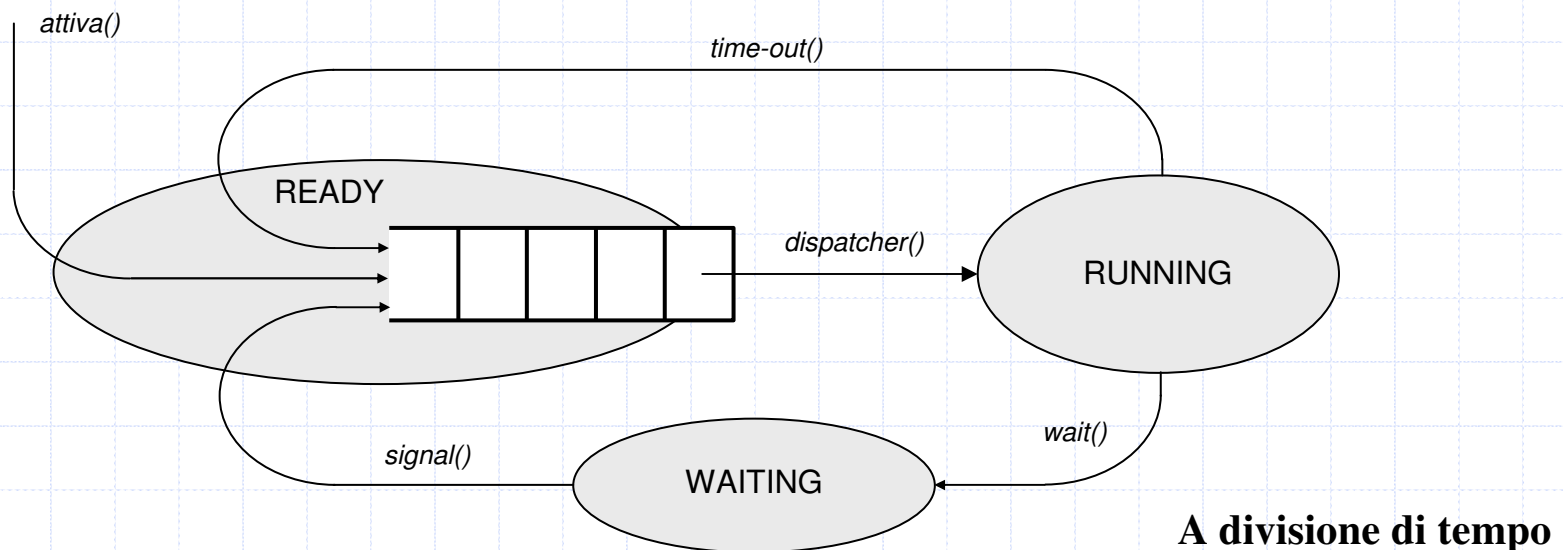 attiva()
time-out()
READY
dispatcher()
RUNNING
wait()
signal()
WAITING
A divisione di tempo